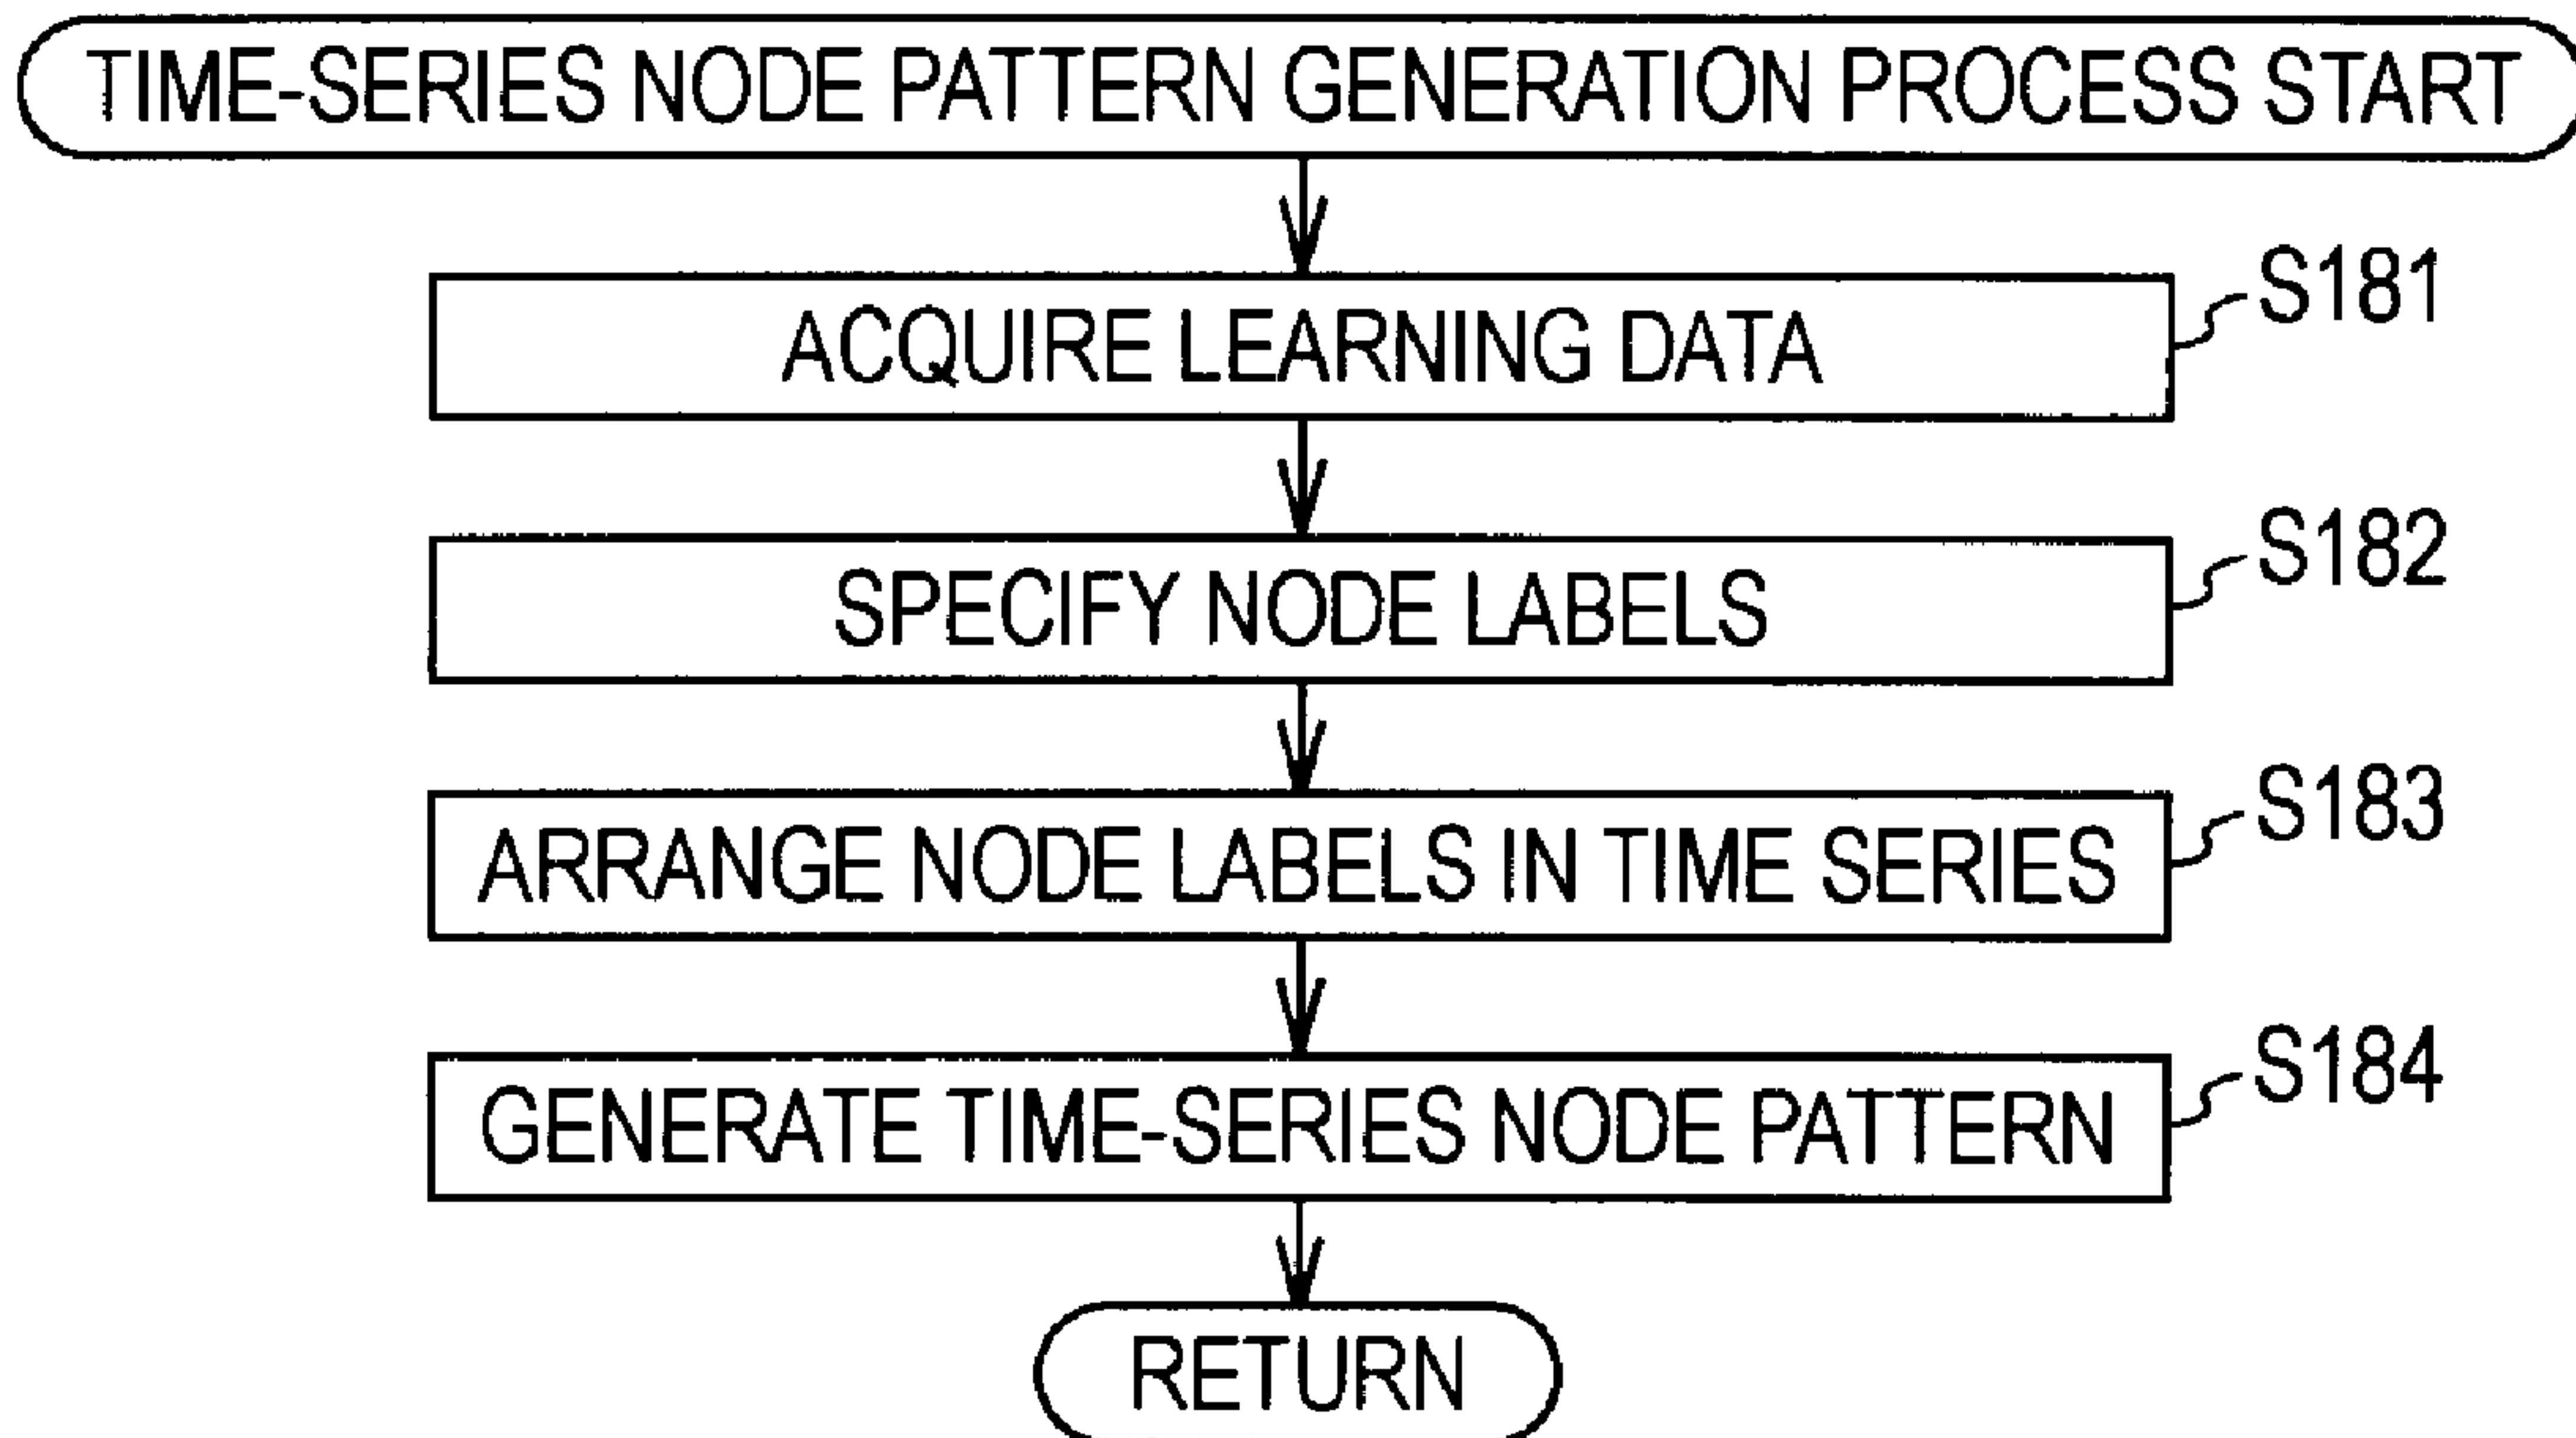 TIME-SERIES NODE PATTERN GENERATION PROCESS START
ACQUIRE LEARNING DATA
S181
SPECIFY NODE LABELS
S182
ARRANGE NODE LABELS IN TIME SERIES
S183
GENERATE TIME-SERIES NODE PATTERN
S184
RETURN